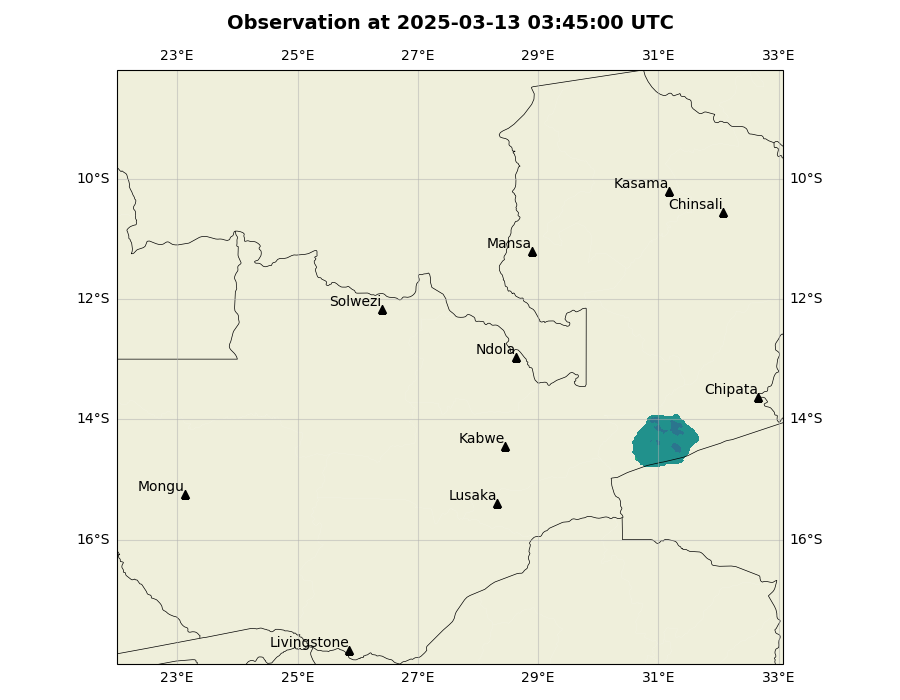 Observation at 2025-03-13 03:45:00 UTC
23°E 25°E 27°E 29°E 31°E 33°E
10°S 10°S
Kasama
Chinsali
Mansa
12°S 12°S
Solwezi
Ndola
Chipata
14°S 14°S
Kabwe
Mongu
Lusaka
16°S 16°S
Livingstone
23°E 25°E 27°E 29°E 31°E 33°E